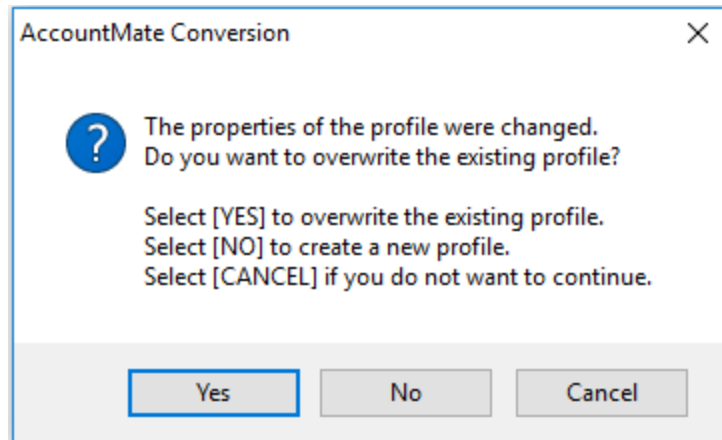 AccountMate Conversion
The properties of the profile were changed.
Do you want to overwrite the existing profile?
Select [YES] to overwrite the existing profile.
Select [NO] to create a new profile.
Select [CANCEL] if you do not want to continue.
Yes No Cancel